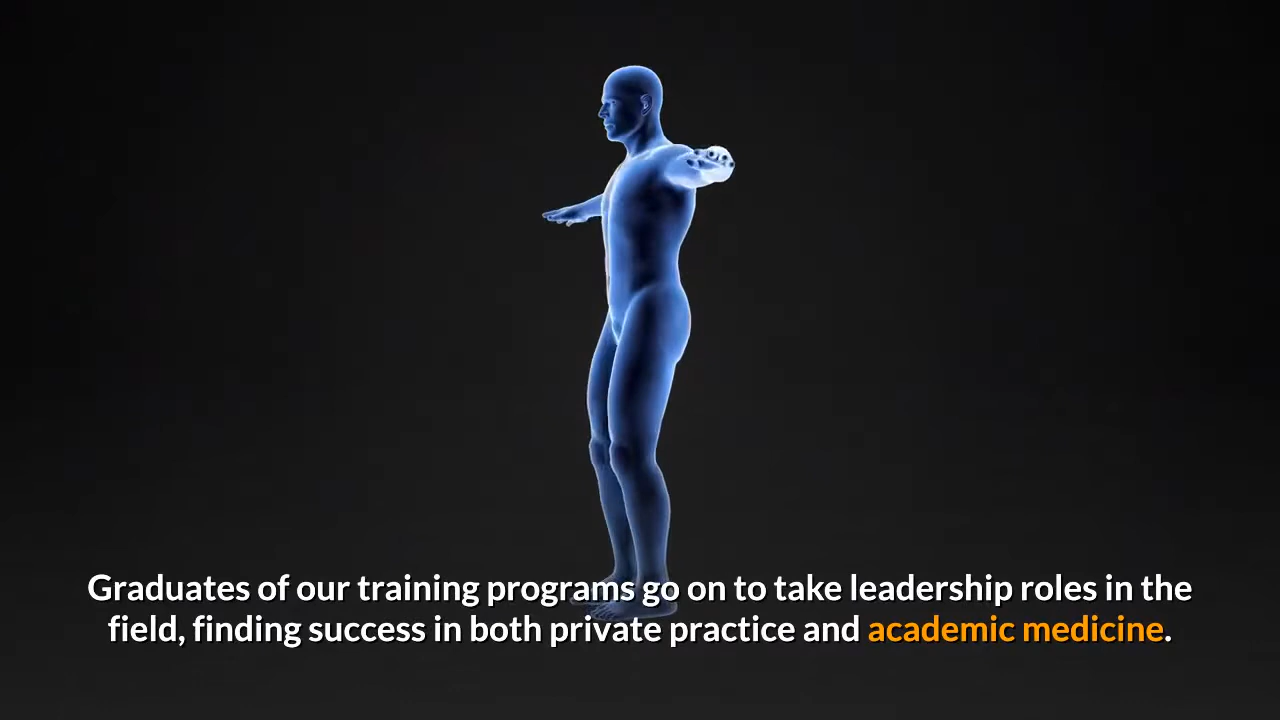 Graduates of our training programs go on to take leadership roles in the
field, finding success in both private practice and academic medicine.